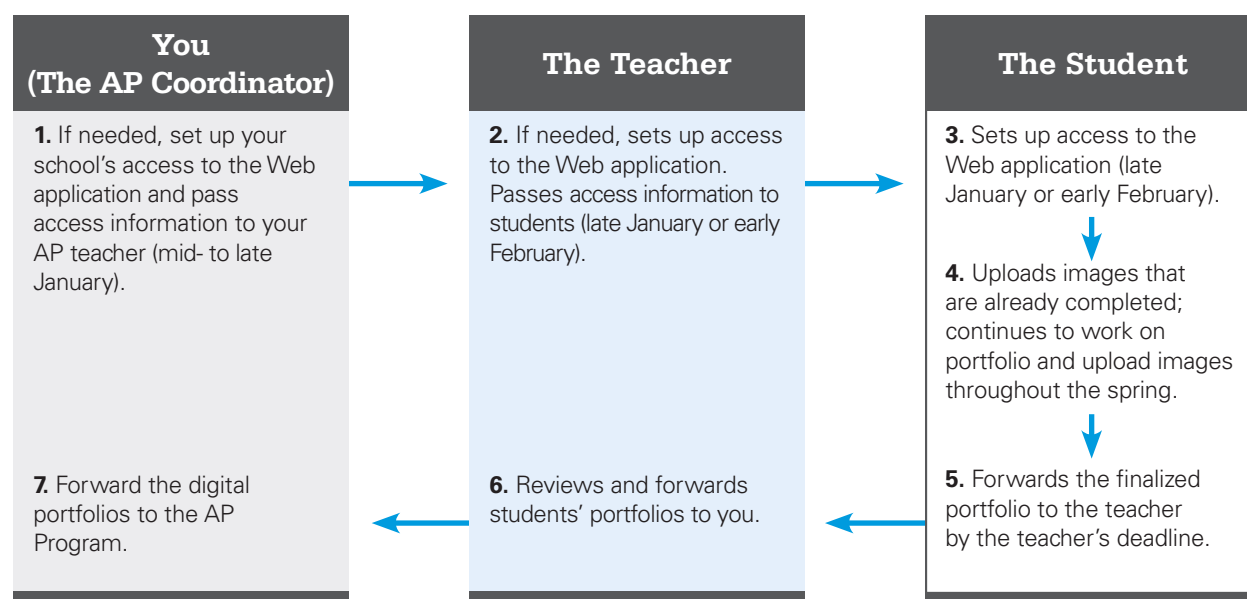 You
(The AP Coordinator)
1. If needed, set up your
school's access to the Web
application and pass
access information to your
AP teacher (mid- to late
January).
The Teacher
2. If needed, sets up access
to the Web application.
Passes access information to
students (late January or early
February).
The Student
3. Sets up access to the
Web application (late
January or early February).
4. Uploads images that
are already completed;
continues to work on
portfolio and upload images
throughout the spring.
5. Forwards the finalized
portfolio to the teacher
by the teacher's deadline.
6. Reviews and forwards
students' portfolios to you.
7. Forward the digital
portfolios to the AP
Program.